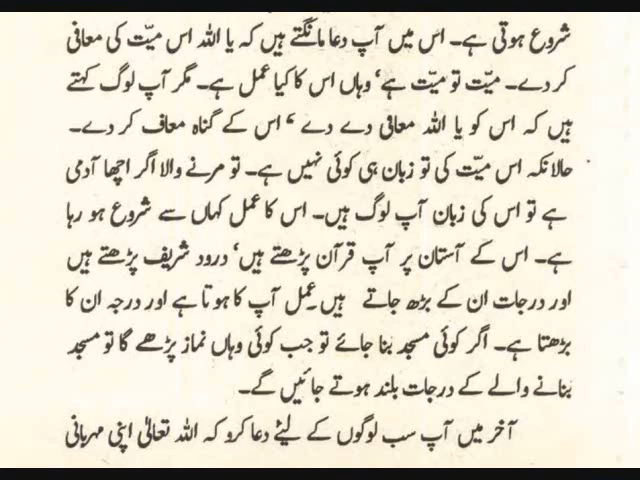 شروع ہوتی ہے۔ اس میں آپ دعا مانگتے ہیں کہ یا اللہ اس میّت کی معافی
کر دے۔ میّت تو میّت ہے‘ وہاں اس کا کیا عمل ہے۔ مگر آپ لوگ کہتے
ہیں کہ اس کو یا اللہ معافی دے دے ‘ اس کے گناہ معاف کر دے۔
حالانکہ اس میّت کی تو زبان ہی کوئی نہیں ہے۔ تو مرنے والا اگر اچھا آدمی
ہے تو اس کی زبان آپ لوگ ہیں۔ اس کا عمل کہاں سے شروع ہو رہا
ہے۔ اس کے آستان پر آپ قرآن پڑھتے ہیں‘ درود شریف پڑھتے ہیں
اور درجات ان کے بڑھ جاتے ہیں۔عمل آپ کا ہوتا ہے اور درجہ ان کا
بڑھتا ہے۔ اگر کوئی مسجد بنا جائے تو جب کوئی وہاں نماز پڑھے گا تو مسجد
بنانے والے کے درجات بلند ہوتے جائیں گے۔
آخر میں آپ سب لوگوں کے لیٔے دعا کرو کہ اللہ تعالیٰ اپنی مہربانی